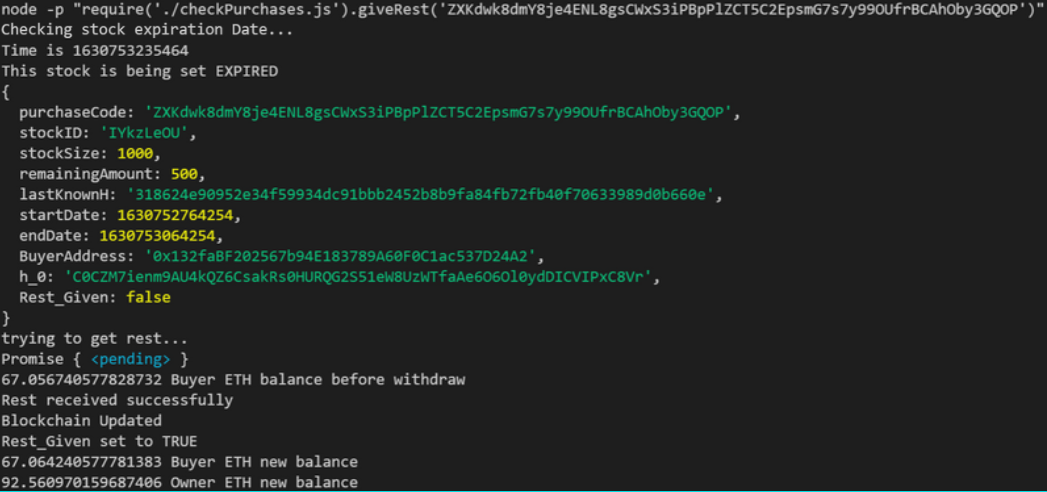 node -p "require('./checkPurchases.js').giveRest('ZXKdwk8dmY8je4ENL8gsCWxS3iPBpPlZCT5C2EpsmG7s7y99OUfrBCAhOby3GQOP')"
Checking stock expiration Date...
Time is 1630753235464
This stock is being set EXPIRED
{
  purchaseCode: 'ZXKdwk8dmY8je4ENL8gsCWxS3iPBpPlZCT5C2EpsmG7s7y99OUfrBCAhOby3GQOP',
  stockID: 'IYkzLeOU',
  stockSize: 1000,
  remainingAmount: 500,
  lastKnownH: '318624e90952e34f59934dc91bbb2452b8b9fa84fb72fb40f70633989d0b660e',
  startDate: 1630752764254,
  endDate: 1630753064254,
  BuyerAddress: '0x132faBF202567b94E183789A60F0C1ac537D24A2',
  h_0: 'C0CZM7ienm9AU4kQZ6CsakRs0HURQG2S51eW8UzWTfaAe6O6Ol0ydDICVIPxC8Vr',
  Rest_Given: false
}
trying to get rest...
Promise { <pending> }
67.056740577828732 Buyer ETH balance before withdraw
Rest received successfully
Blockchain Updated
Rest_Given set to TRUE
67.064240577781383 Buyer ETH new balance
92.560970159687406 Owner ETH new balance